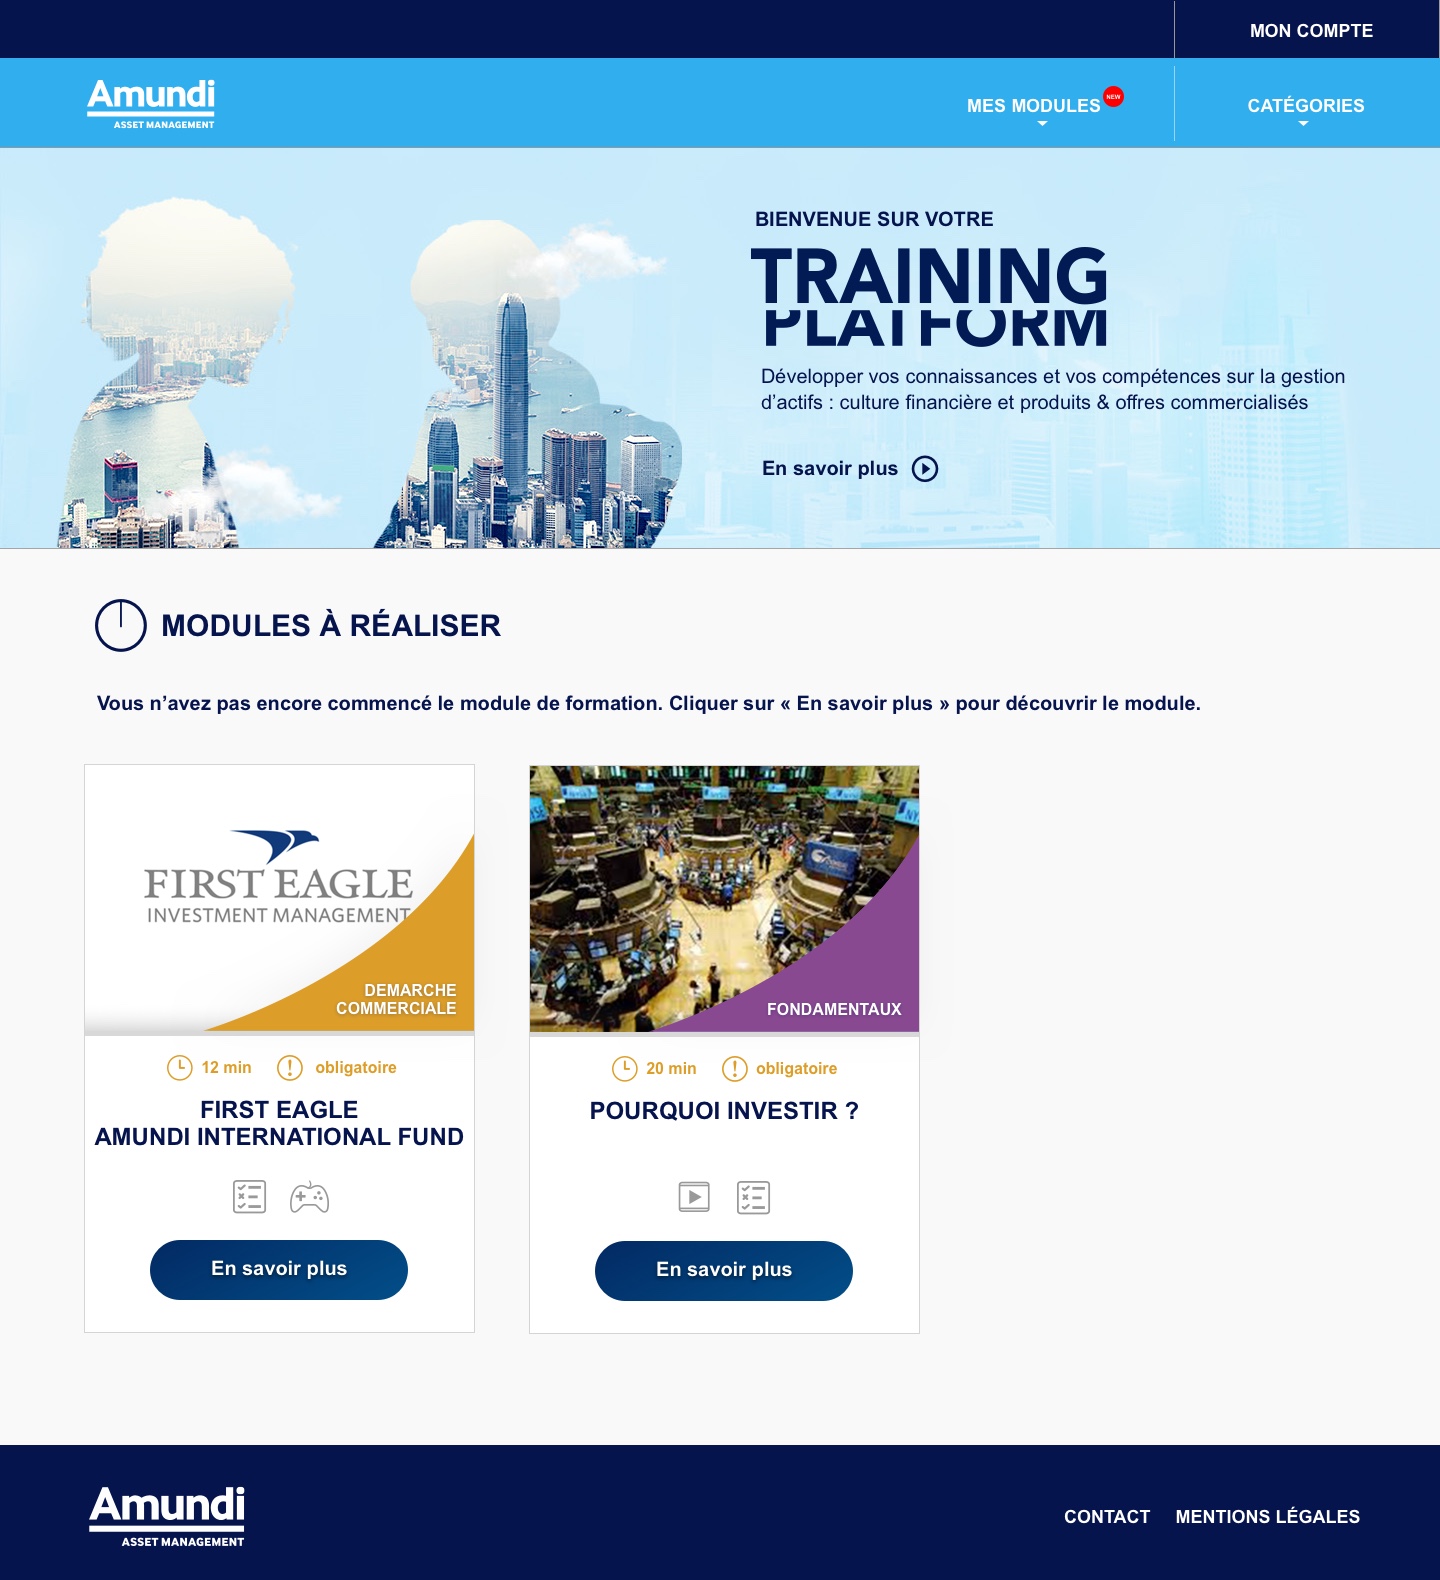 MON COMPTE
Amundi
ASSET MANAGEMENT
MES MODULES
NEW
CATÉGORIES
BIENVENUE SUR VOTRE
TRAINING
PLATFORM
Développer vos connaissances et vos compétences sur la gestion
d’actifs : culture financière et produits & offres commercialisés
En savoir plus
MODULES À RÉALISER
Vous n’avez pas encore commencé le module de formation. Cliquer sur « En savoir plus » pour découvrir le module.
FIRST EAGLE
INVESTMENT MANAGEMENT
DEMARCHE
COMMERCIALE
12 min
obligatoire
FIRST EAGLE
AMUNDI INTERNATIONAL FUND
En savoir plus
FONDAMENTAUX
20 min
obligatoire
POURQUOI INVESTIR ?
En savoir plus
Amundi
ASSET MANAGEMENT
CONTACT
MENTIONS LÉGALES